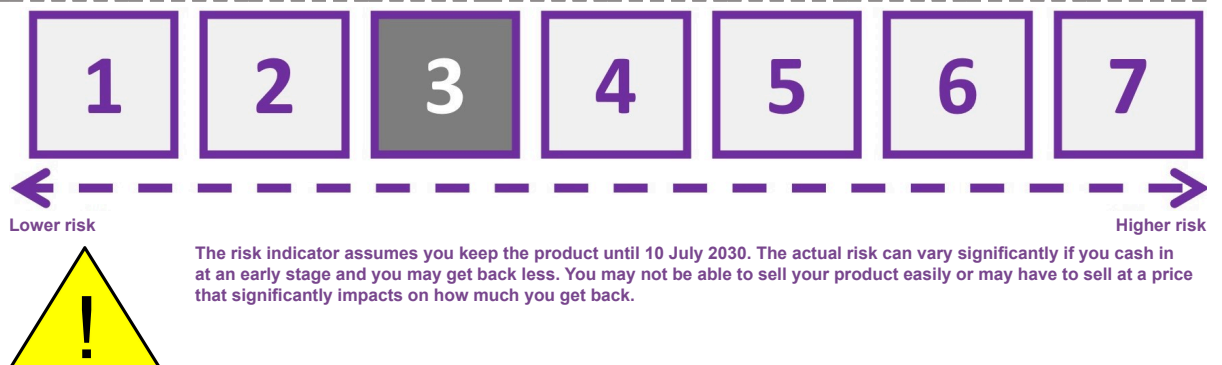 1 2 3 4 5 6 7
Lower risk Higher risk
The risk indicator assumes you keep the product until 10 July 2030. The actual risk can vary significantly if you cash in
at an early stage and you may get back less. You may not be able to sell your product easily or may have to sell at a price
that significantly impacts on how much you get back.
!